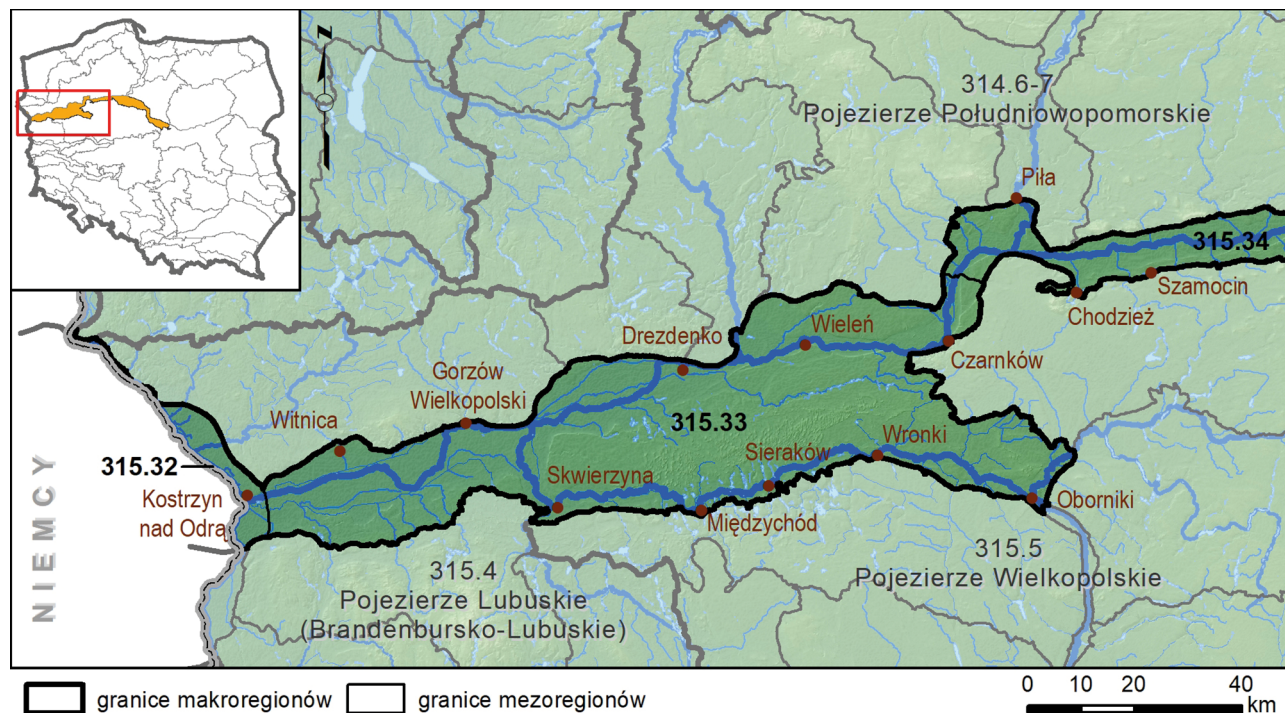 z
314.6-7
Pojezierze Południowopomorskie
Piła
315.34
Szamocin
Chodzież
Drezdenko
Wieleń
Czarnków
Gorzów
Wielkopolski
Witnica
315.33
315.32
Sieraków
Wronki
Skwierzyna
Kostrzyn
nad Odrą
Międzychód
Oborniki
NIEMCY
315.4
Pojezierze Lubuskie
(Brandenbursko-Lubuskie)
315.5
Pojezierze Wielkopolskie
granice makroregionów
granice mezoregionów
0 10 20 40
km